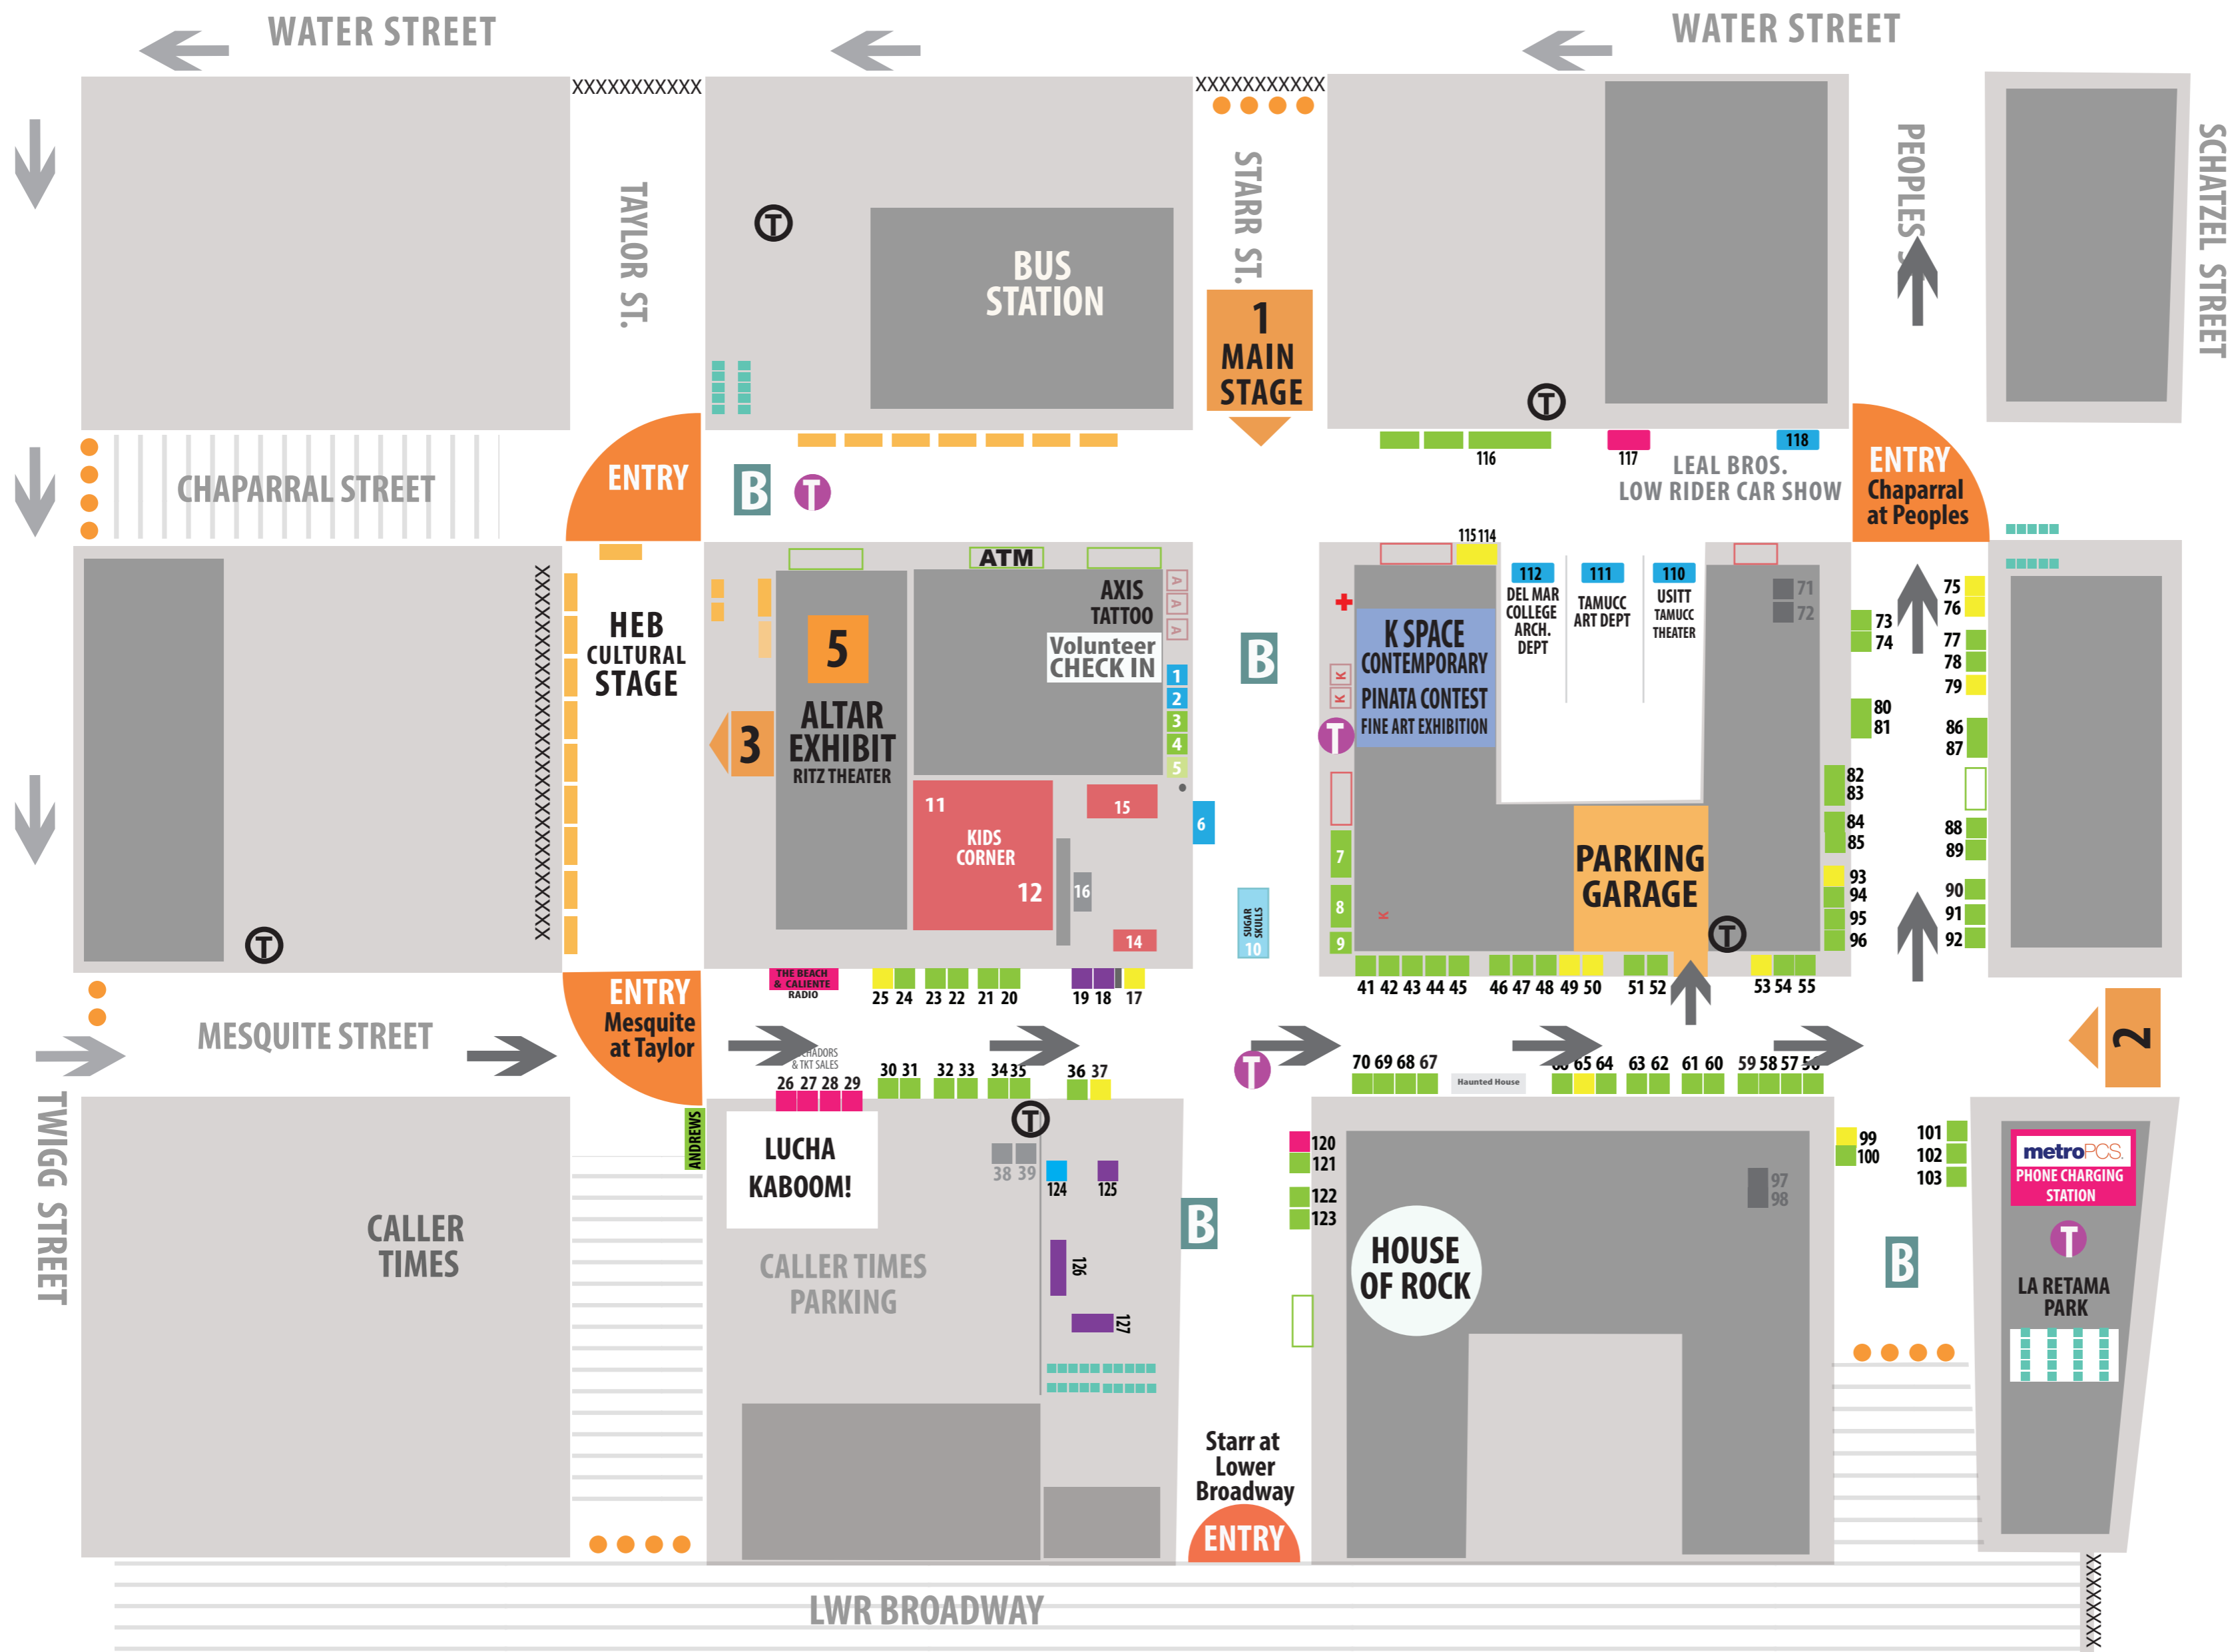 WATER STREET
WATER STREET
XXXXXXXXXXX
XXXXXXXXXXX
TAYLOR ST.
STARR ST.
PEOPLES
SCHATZEL STREET
T
BUS
STATION
1
MAIN
STAGE
T
116
117
118
LEAL BROS.
LOW RIDER CAR SHOW
ENTRY
Chaparral
at Peoples
CHAPARRAL STREET
ENTRY
B
T
HEB
CULTURAL
STAGE
3
5
ALTAR
EXHIBIT
RITZ THEATER
ATM
AXIS
TATTOO
Volunteer
CHECK IN
A
A
A
1
2
3
4
5
6
B
11
KIDS
CORNER
12
15
16
14
SUGAR
SKULLS
10
115 114
K SPACE
CONTEMPORARY
PINATA CONTEST
FINE ART EXHIBITION
K
K
T
7
8
9
K
112
DEL MAR
COLLEGE
ARCH.
DEPT
111
TAMUCC
ART DEPT
110
USITT
TAMUCC
THEATER
PARKING
GARAGE
T
71
72
73
74
80
81
82
83
84
85
93
94
95
96
75
76
77
78
79
86
87
88
89
90
91
92
T
THE BEACH
& CALIENTE
RADIO
25 24 23 22 21 20 19 18 17
41 42 43 44 45 46 47 48 49 50 51 52 53 54 55
MESQUITE STREET
ENTRY
Mesquite
at Taylor
& TKT SALES
26 27 28 29
30 31 32 33 34 35 36 37
T
70 69 68 67
Haunted House
65 64 63 62 61 60 59 58 57 56
2
TWIGG STREET
CALLER
TIMES
ANDREWS
LUCHA
KABOOM!
T
38 39
124
125
126
127
CALLER TIMES
PARKING
B
120
121
122
123
HOUSE
OF ROCK
97
98
99
100
101
102
103
B
metroPCS.
PHONE CHARGING
STATION
T
LA RETAMA
PARK
Starr at
Lower
Broadway
ENTRY
LWR BROADWAY